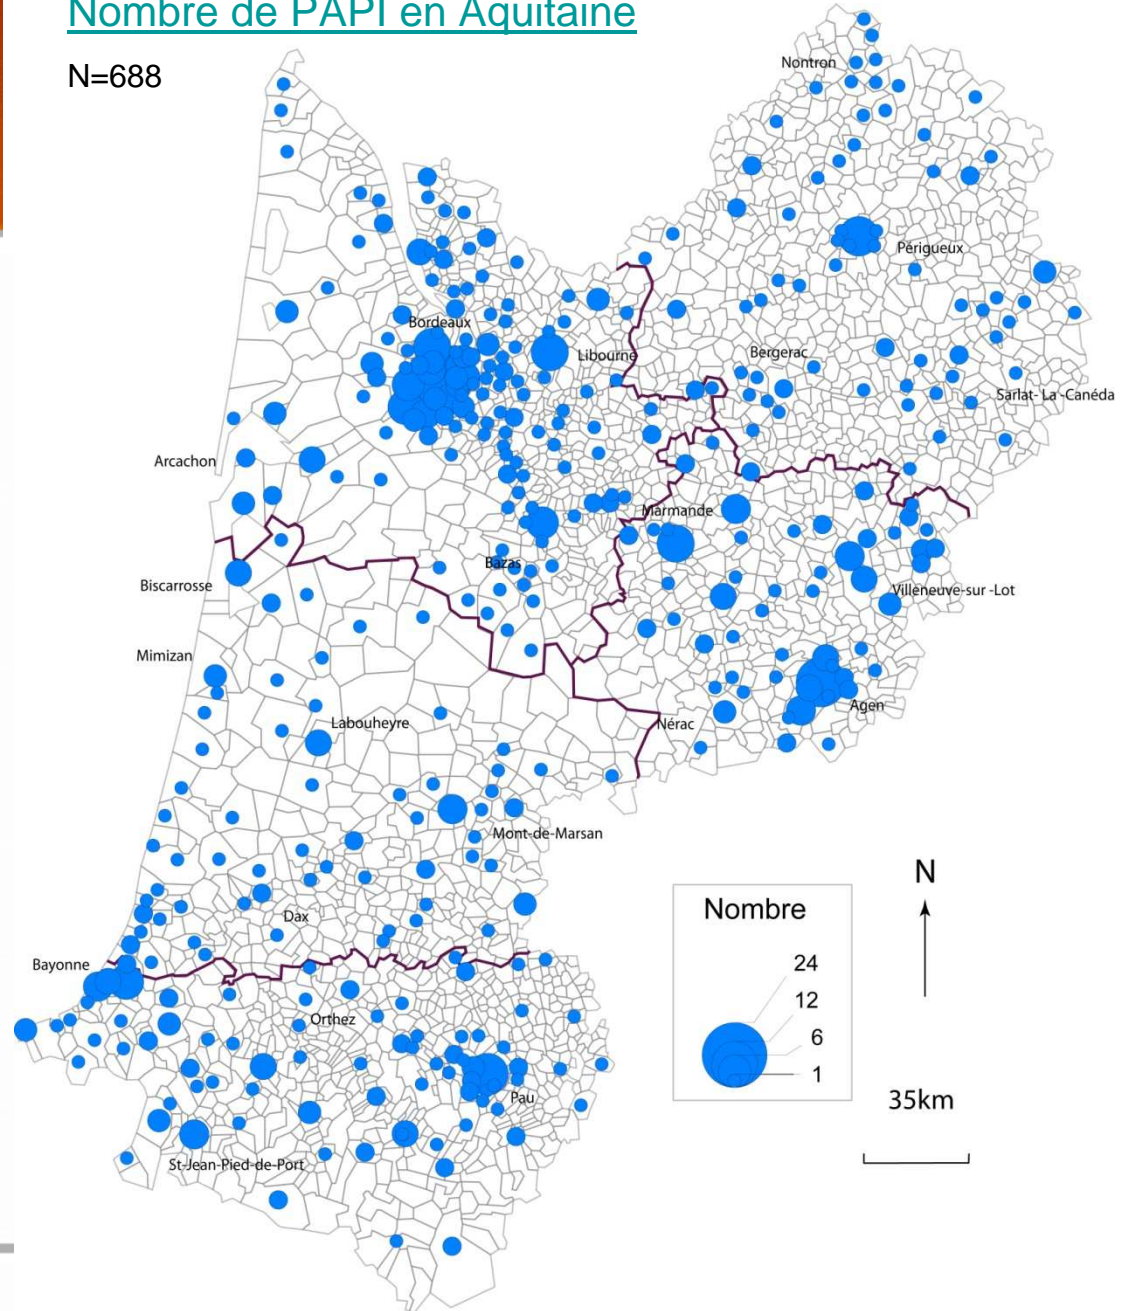 Nombre de PAPI en Aquitaine
N=688
Nontron
Périgueux
Bordeaux
Libourne
Bergerac
Sarlat- La -Canéda
Arcachon
Marmande
Bazas
Biscarrosse
Villeneuve-sur -Lot
Mimizan
Agen
Labouheyre
Nérac
Mont-de-Marsan
N
Nombre
Dax
24
Bayonne
12
Orthez
6
1
Pau
35km
St-Jean-Pied-de-Port